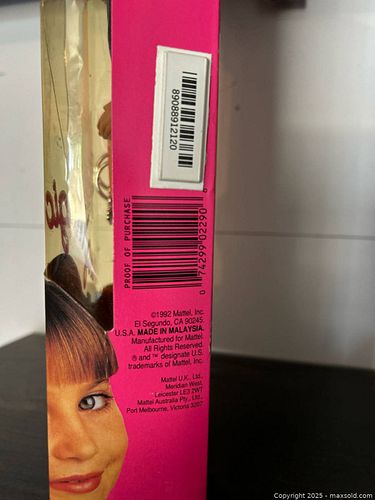 89088912120
PROOF OF PURCHASE
0 74299 02290 0
©1992 Mattel, Inc.
El Segundo, CA 90245.
U.S.A. MADE IN MALAYSIA.
Manufactured for Mattel.
All Rights Reserved.
® and ™ designate U.S.
trademarks of Mattel, Inc.
Mattel U.K. Ltd.,
Meridian West,
Leicester LE3 2WT
Mattel Australia Pty., Ltd.,
Port Melbourne, Victoria 3207
Copyright 2025 - maxsold.com